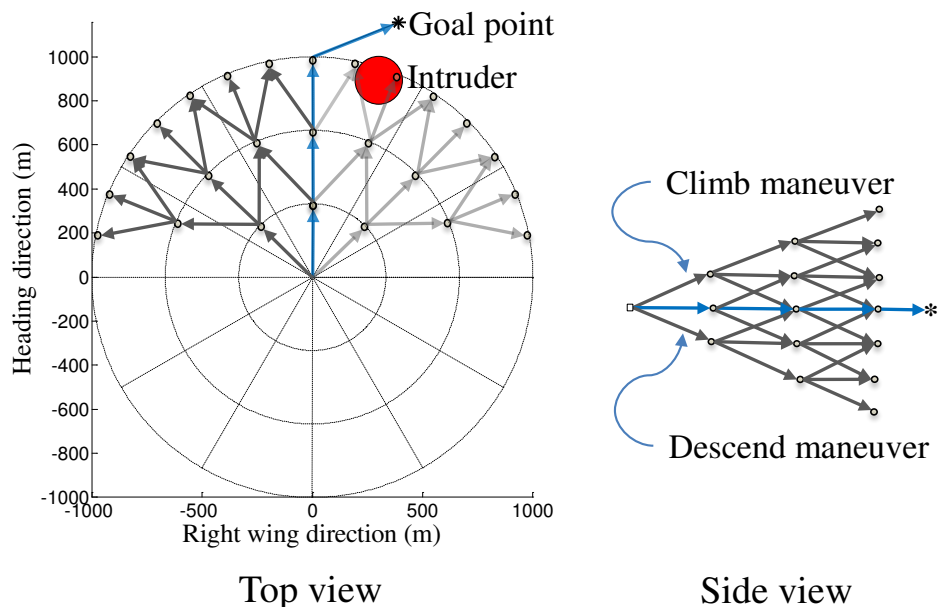 Goal point
Intruder
1000
800
600
400
200
0
-200
-400
-600
-800
-1000
Heading direction (m)
-1000
-500
0
500
1000
Right wing direction (m)
Top view
Climb maneuver
*
Descend maneuver
Side view